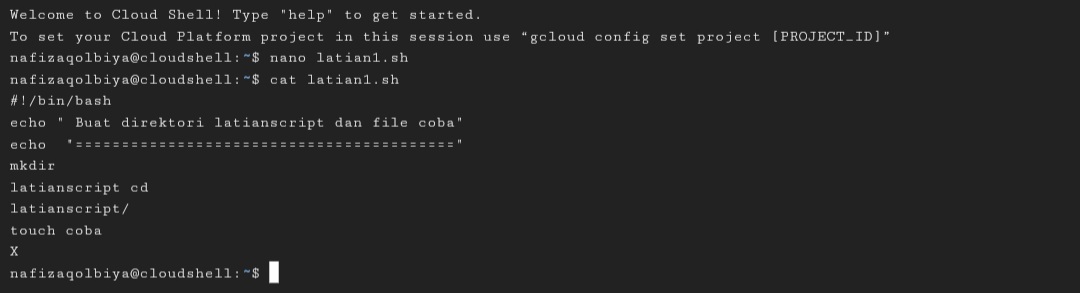 Welcome to Cloud Shell! Type "help" to get started.
To set your Cloud Platform project in this session use “gcloud config set project [PROJECT_ID]”
nafizaqolbiya@cloudshell:~$ nano latian1.sh
nafizaqolbiya@cloudshell:~$ cat latian1.sh
#!/bin/bash
echo " Buat direktori latianscript dan file coba"
echo  "========================================="
mkdir
latianscript cd
latianscript/
touch coba
X
nafizaqolbiya@cloudshell:~$